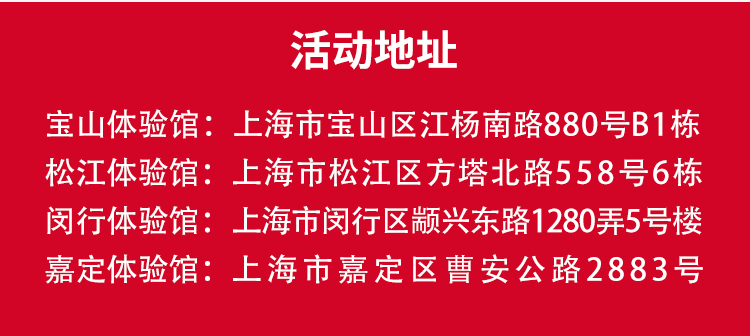 活动地址
宝山体验馆：上海市宝山区江杨南路880号B1栋
松江体验馆：上海市松江区方塔北路558号6栋
闵行体验馆：上海市闵行区颛兴东路1280弄5号楼
嘉定体验馆：上海市嘉定区曹安公路2883号